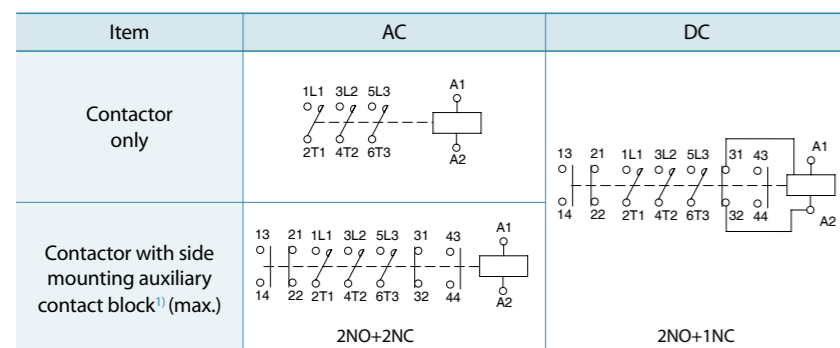 Item AC DC
Contactor
only
1L1 3L2 5L3 A1
2T1 4T2 6T3 A2
13 21 1L1 3L2 5L3 31 43 A1
14 22 2T1 4T2 6T3 32 44 A2
Contactor with side
mounting auxiliary
contact block1) (max.)
13 21 1L1 3L2 5L3 31 43 A1
14 22 2T1 4T2 6T3 32 44 A2
2NO+2NC 2NO+1NC